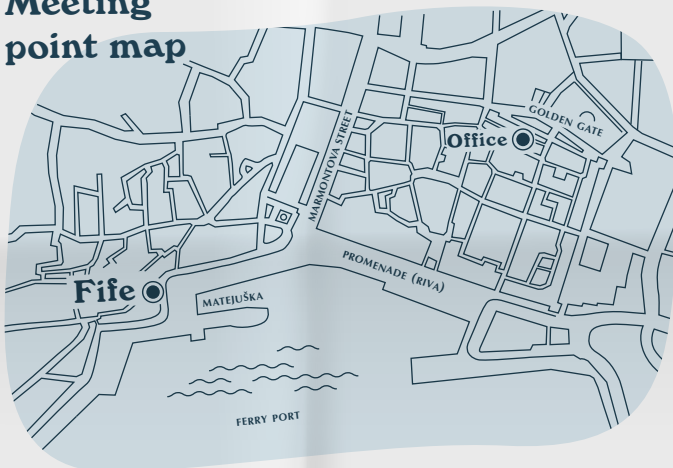 Meeting
point map
GOLDEN GATE
Office
MARMONTOVA STREET
PROMENADE (RIVA)
Fife
MATEJUŠKA
FERRY PORT